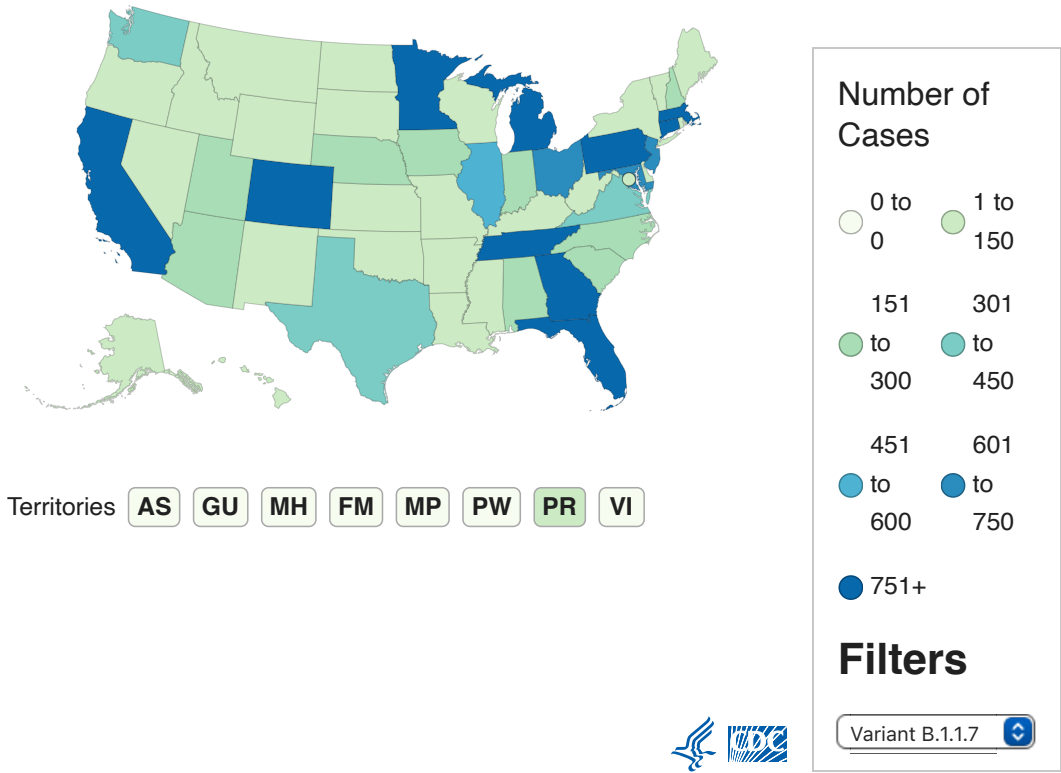 Number of
Cases
0 to
0
1 to
150
151
to
300
301
to
450
451
to
600
601
to
750
751+
Territories AS GU MH FM MP PW PR VI
Filters
Variant B.1.1.7
CDC